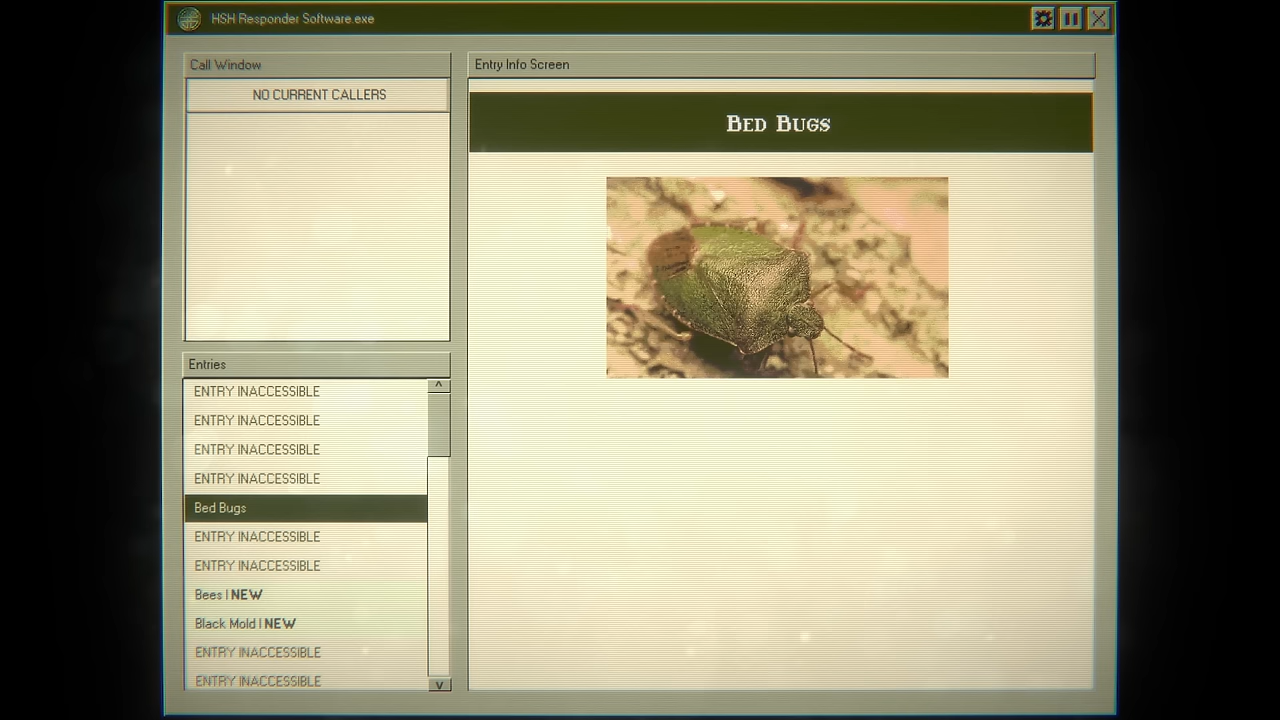 HSH Responder Software.exe
Call Window
NO CURRENT CALLERS
Entries
ENTRY INACCESSIBLE
ENTRY INACCESSIBLE
ENTRY INACCESSIBLE
ENTRY INACCESSIBLE
Bed Bugs
ENTRY INACCESSIBLE
ENTRY INACCESSIBLE
Bees | NEW
Black Mold | NEW
ENTRY INACCESSIBLE
ENTRY INACCESSIBLE
Entry Info Screen
Bed Bugs